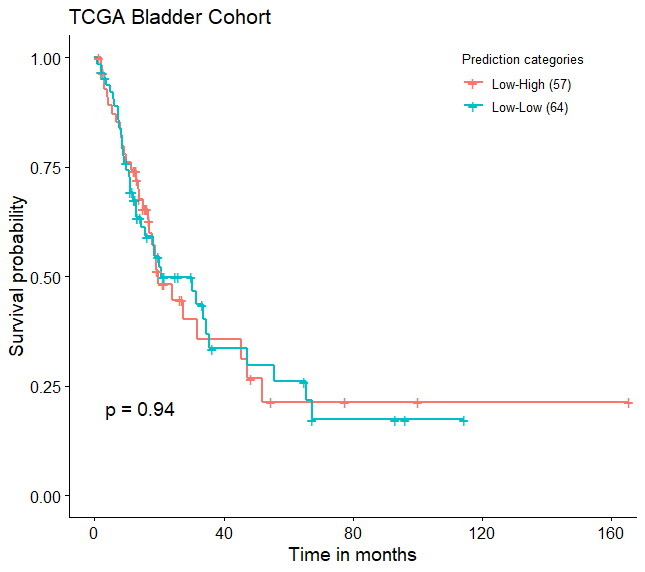 TCGA Bladder Cohort
Prediction categories
Low-High (57)
Low-Low (64)
Survival probability
1.00
0.75
0.50
0.25
0.00
p = 0.94
0 40 80 120 160
Time in months